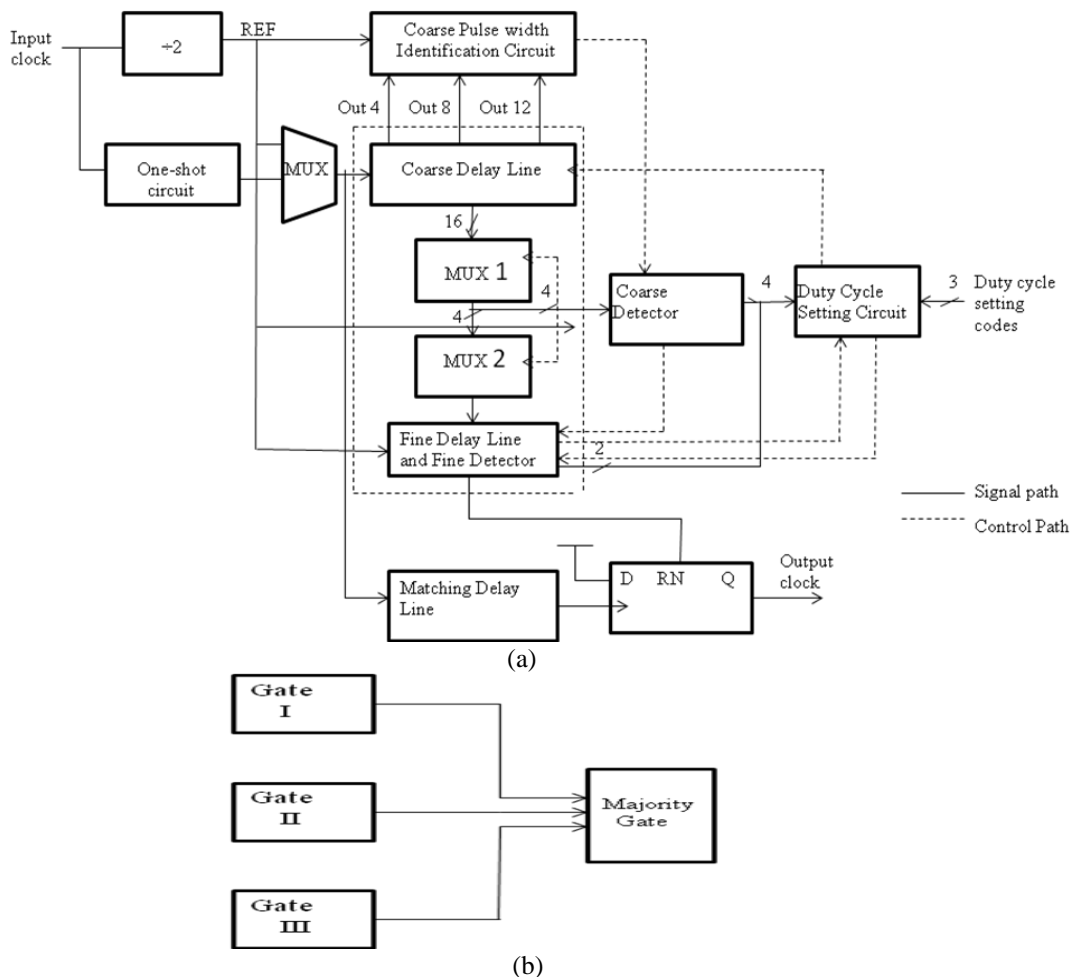 Input
clock
÷2
REF
Coarse Pulse width
Identification Circuit
Out 4
Out 8
Out 12
One-shot
circuit
MUX
Coarse Delay Line
16
MUX 1
4
4
Coarse
Detector
4
Duty Cycle
Setting Circuit
3
Duty cycle
setting
codes
MUX 2
Fine Delay Line
and Fine Detector
2
Signal path
Control Path
Matching Delay
Line
D
RN
Q
Output
clock
(a)
Gate
I
Gate
II
Gate
III
Majority
Gate
(b)